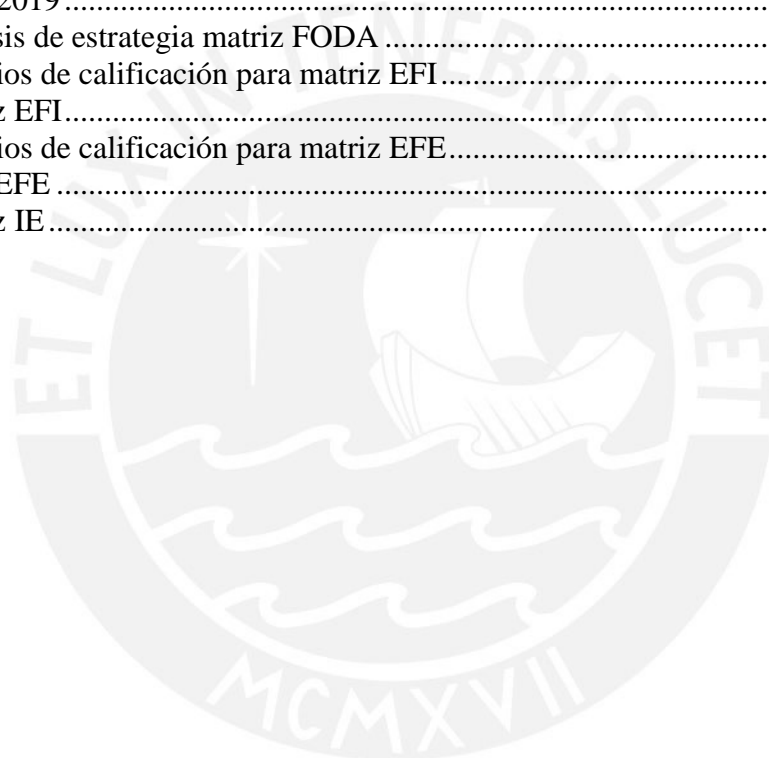 2019
sis de estrategia matriz FODA
ios de calificación para matriz EFI
z EFI
ios de calificación para matriz EFE
EFE
z IE
ET LUX IN TENEBRIS LUCET
MCMXVII